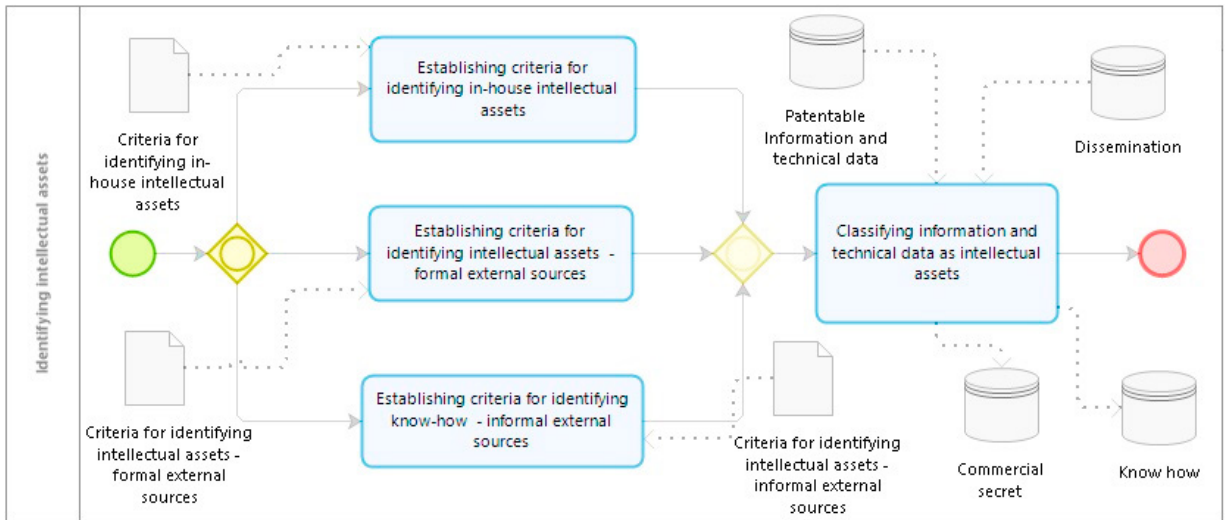 Identifying intellectual assets
Criteria for
identifying in-
house intellectual
assets
Establishing criteria for
identifying in-house intellectual
assets
Patentable
Information and
technical data
Dissemination
Establishing criteria for
identifying intellectual assets  -
formal external sources
Classifying information and
technical data as intellectual
assets
Criteria for identifying
intellectual assets -
formal external
sources
Establishing criteria for identifying
know-how  - informal external
sources
Criteria for identifying
intellectual assets -
informal external
sources
Commercial
secret
Know how